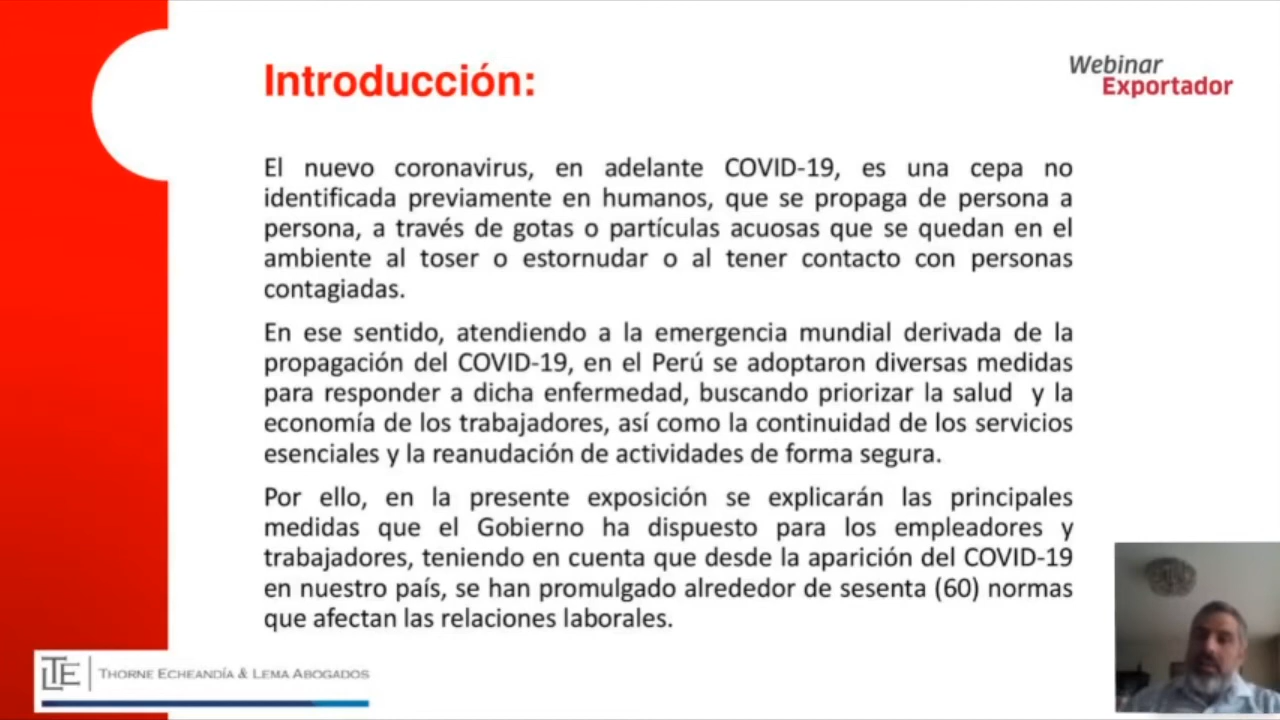 Introducción:
Webinar
Exportador
El nuevo coronavirus, en adelante COVID-19, es una cepa no
identificada previamente en humanos, que se propaga de persona a
persona, a través de gotas o partículas acuosas que se quedan en el
ambiente al toser o estornudar o al tener contacto con personas
contagiadas.
En ese sentido, atendiendo a la emergencia mundial derivada de la
propagación del COVID-19, en el Perú se adoptaron diversas medidas
para responder a dicha enfermedad, buscando priorizar la salud y la
economía de los trabajadores, así como la continuidad de los servicios
esenciales y la reanudación de actividades de forma segura.
Por ello, en la presente exposición se explicarán las principales
medidas que el Gobierno ha dispuesto para los empleadores y
trabajadores, teniendo en cuenta que desde la aparición del COVID-19
en nuestro país, se han promulgado alrededor de sesenta (60) normas
que afectan las relaciones laborales.
LTE
THORNE ECHEANDÍA & LEMA ABOGADOS